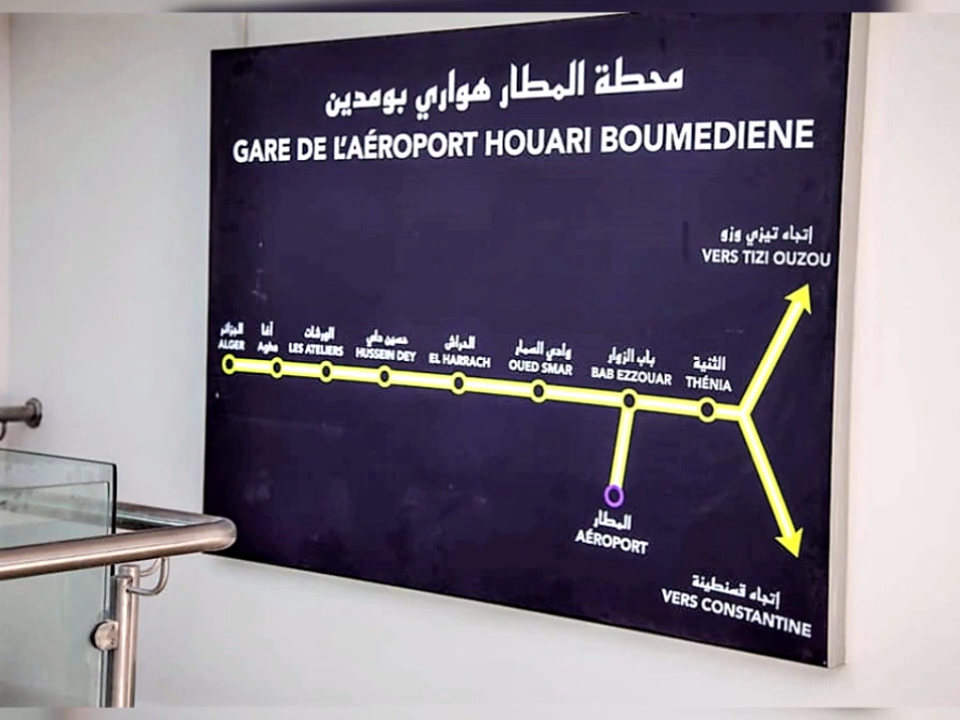 محطة المطار هواري بومدين
GARE DE L'AÉROPORT HOUARI BOUMEDIENE
إتجاه تيزي وزو
VERS TIZI OUZOU
الجزائر
ALGER
أغا
Agha
الورشات
LES ATELIERS
حسين داي
HUSSEIN DEY
الحراش
EL HARRACH
وادي السمار
OUED SMAR
باب الزوار
BAB EZZOUAR
الثنية
THÉNIA
المطار
AÉROPORT
إتجاه قسنطينة
VERS CONSTANTINE